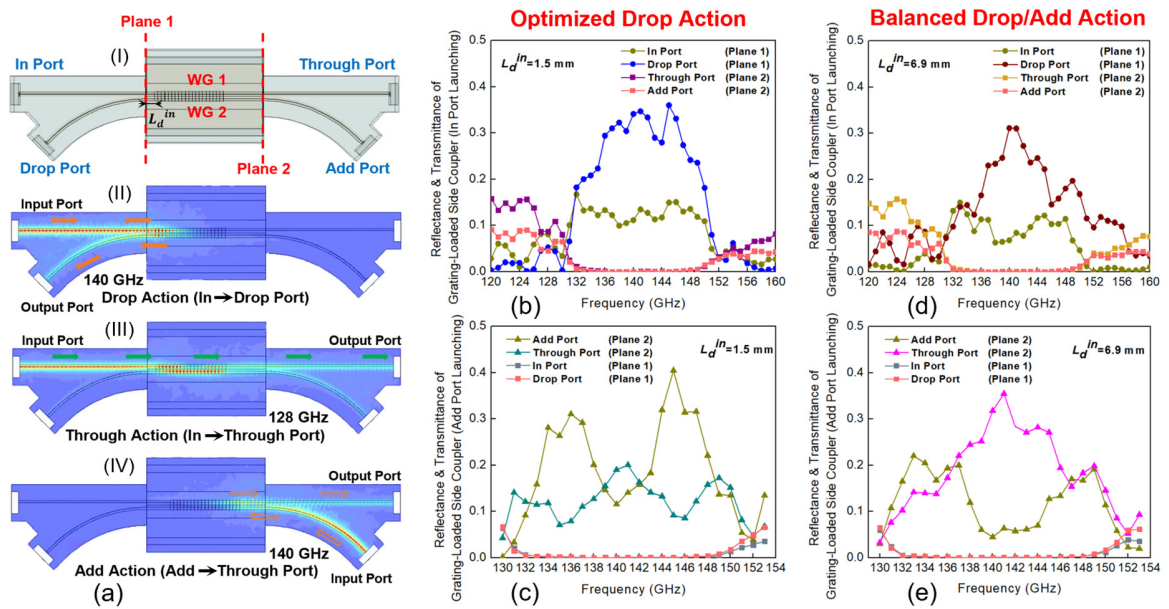 Optimized Drop Action
Balanced Drop/Add Action
Plane 1
(I)
In Port
Through Port
WG 1
WG 2
L_d^in
Drop Port
Plane 2
Add Port
(II)
Input Port
140 GHz
Output Port
Drop Action (In→Drop Port)
(III)
Input Port
Output Port
128 GHz
Through Action (In→Through Port)
(IV)
Output Port
140 GHz
Add Action (Add→Through Port)
Input Port
(a)
Reflectance & Transmittance of
Grating-Loaded Side Coupler (In Port Launching)
0.5
0.4
0.3
0.2
0.1
0.0
L_d^in=1.5 mm
In Port (Plane 1)
Drop Port (Plane 1)
Through Port (Plane 2)
Add Port (Plane 2)
120 124 128 132 136 140 144 148 152 156 160
Frequency (GHz)
(b)
Reflectance & Transmittance of
Grating-Loaded Side Coupler (In Port Launching)
0.5
0.4
0.3
0.2
0.1
0.0
L_d^in=6.9 mm
In Port (Plane 1)
Drop Port (Plane 1)
Through Port (Plane 2)
Add Port (Plane 2)
120 124 128 132 136 140 144 148 152 156 160
Frequency (GHz)
(d)
Reflectance & Transmittance of
Grating-Loaded Side Coupler (Add Port Launching)
0.5
0.4
0.3
0.2
0.1
0.0
Add Port (Plane 2)
Through Port (Plane 2)
In Port (Plane 1)
Drop Port (Plane 1)
L_d^in=1.5 mm
130 132 134 136 138 140 142 144 146 148 150 152 154
Frequency (GHz)
(c)
Reflectance & Transmittance of
Grating-Loaded Side Coupler (Add Port Launching)
0.5
0.4
0.3
0.2
0.1
0.0
Add Port (Plane 2)
Through Port (Plane 2)
In Port (Plane 1)
Drop Port (Plane 1)
L_d^in=6.9 mm
130 132 134 136 138 140 142 144 146 148 150 152 154
Frequency (GHz)
(e)